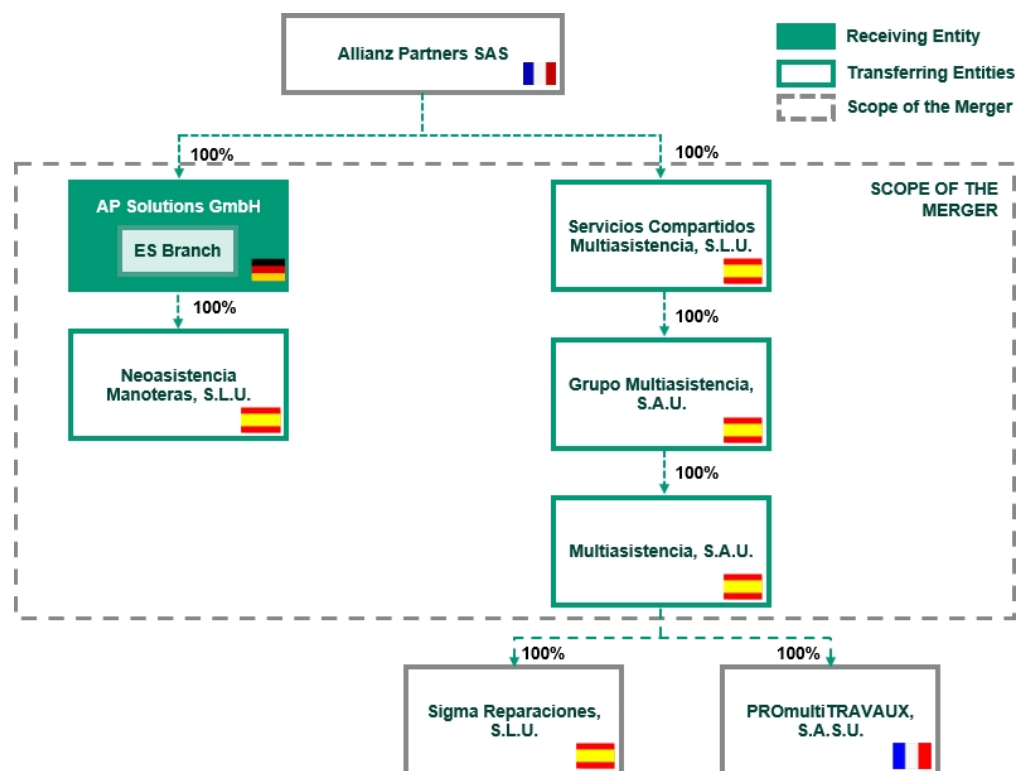 Allianz Partners SAS
Receiving Entity
Transferring Entities
Scope of the Merger
100%
100%
SCOPE OF THE
MERGER
AP Solutions GmbH
ES Branch
Servicios Compartidos
Multiasistencia, S.L.U.
100%
100%
Neoasistencia
Manoteras, S.L.U.
Grupo Multiasistencia,
S.A.U.
100%
Multiasistencia, S.A.U.
100%
100%
Sigma Reparaciones,
S.L.U.
PROmultiTRAVAUX,
S.A.S.U.